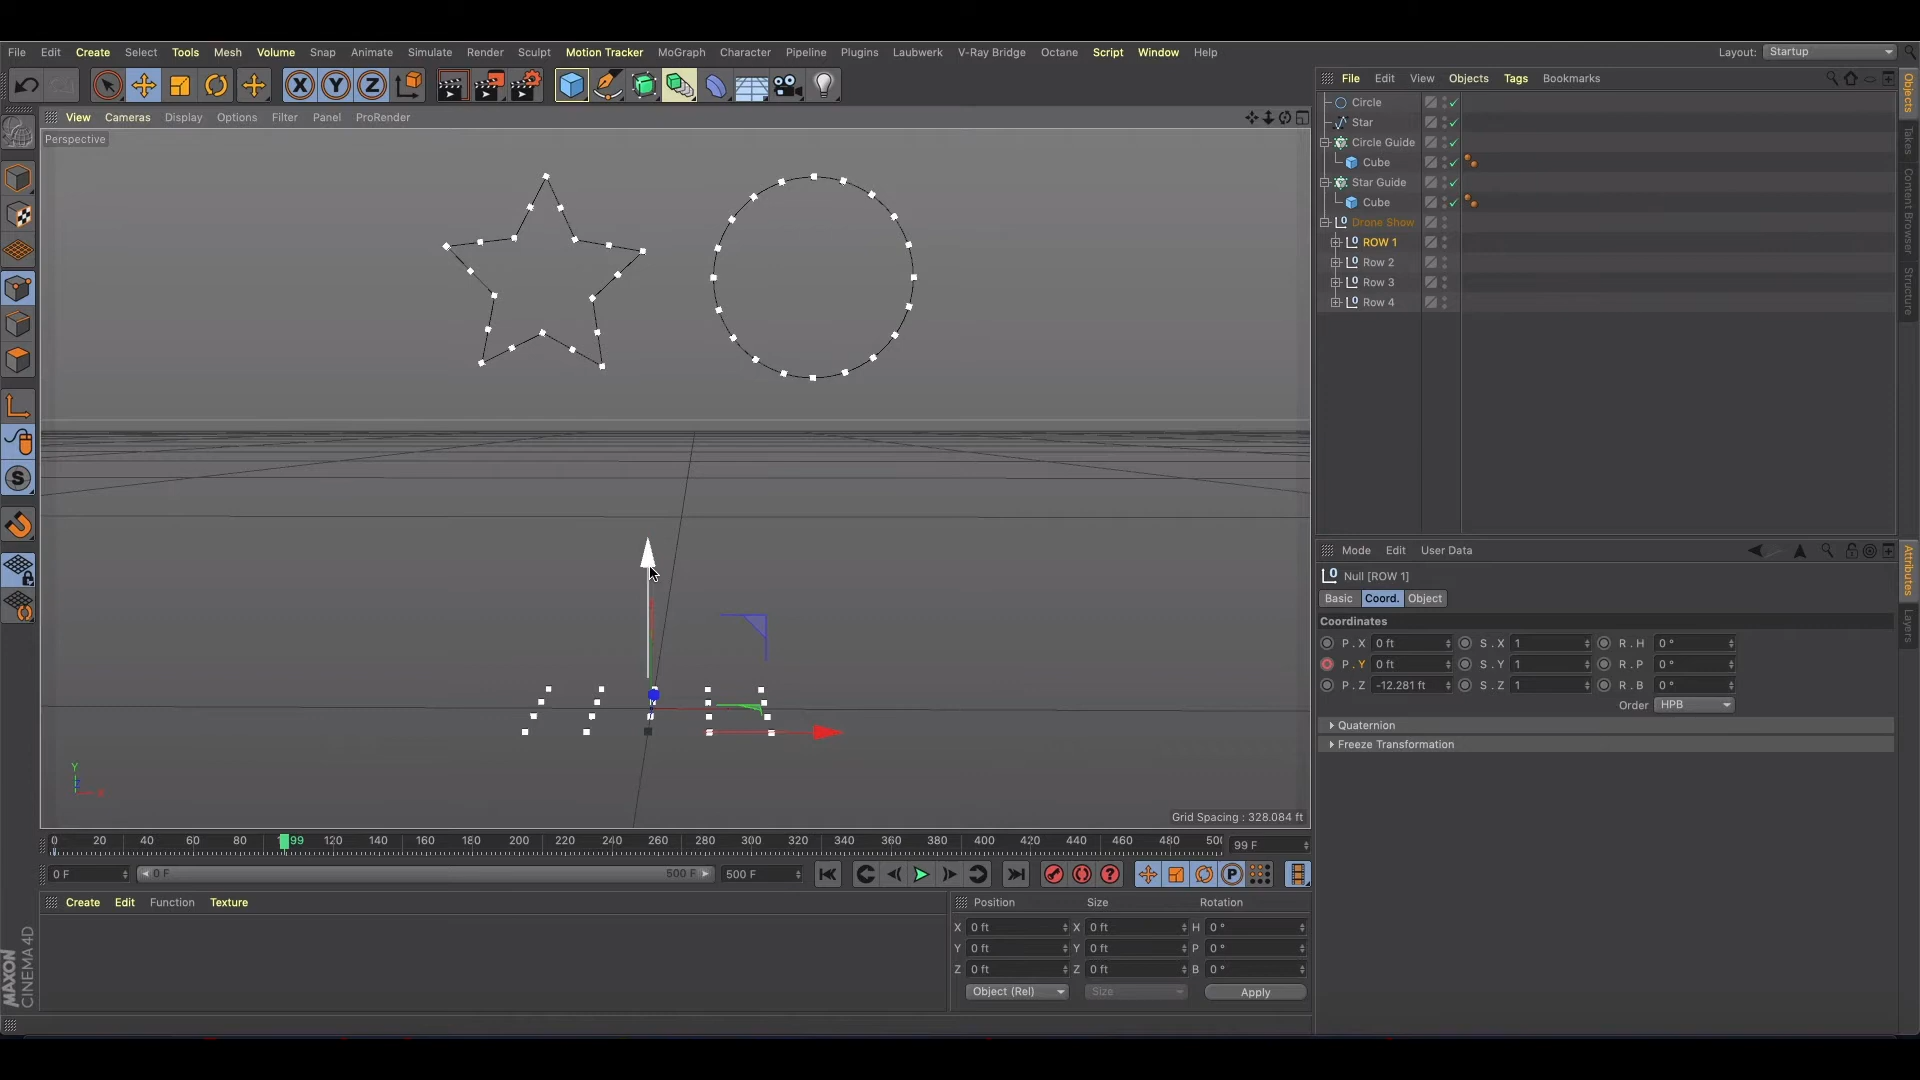 File Edit Create Select Tools Mesh Volume Snap Animate Simulate Render Sculpt Motion Tracker MoGraph Character Pipeline Plugins Laubwerk V-Ray Bridge Octane Script Window Help Layout: Startup
X Y Z
File Edit View Objects Tags Bookmarks
View Cameras Display Options Filter Panel ProRender
Perspective
Circle
Star
Circle Guide
Cube
Star Guide
Cube
Drone Show
ROW 1
Row 2
Row 3
Row 4
Objects
Takes
Content Browser
Structure
Mode Edit User Data
Null [ROW 1]
Basic Coord. Object
Coordinates
P . X 0 ft S . X 1 R . H 0 °
P . Y 0 ft S . Y 1 R . P 0 °
P . Z -12.281 ft S . Z 1 R . B 0 °
Order HPB
Quaternion
Freeze Transformation
Attributes
Layers
Y
X
Grid Spacing : 328.084 ft
0 20 40 60 80 99 120 140 160 180 200 220 240 260 280 300 320 340 360 380 400 420 440 460 480 500 99 F
0 F 0 F 500 F 500 F
Create Edit Function Texture
Position Size Rotation
X 0 ft X 0 ft H 0 °
Y 0 ft Y 0 ft P 0 °
Z 0 ft Z 0 ft B 0 °
Object (Rel) Size Apply
MAXON
CINEMA 4D